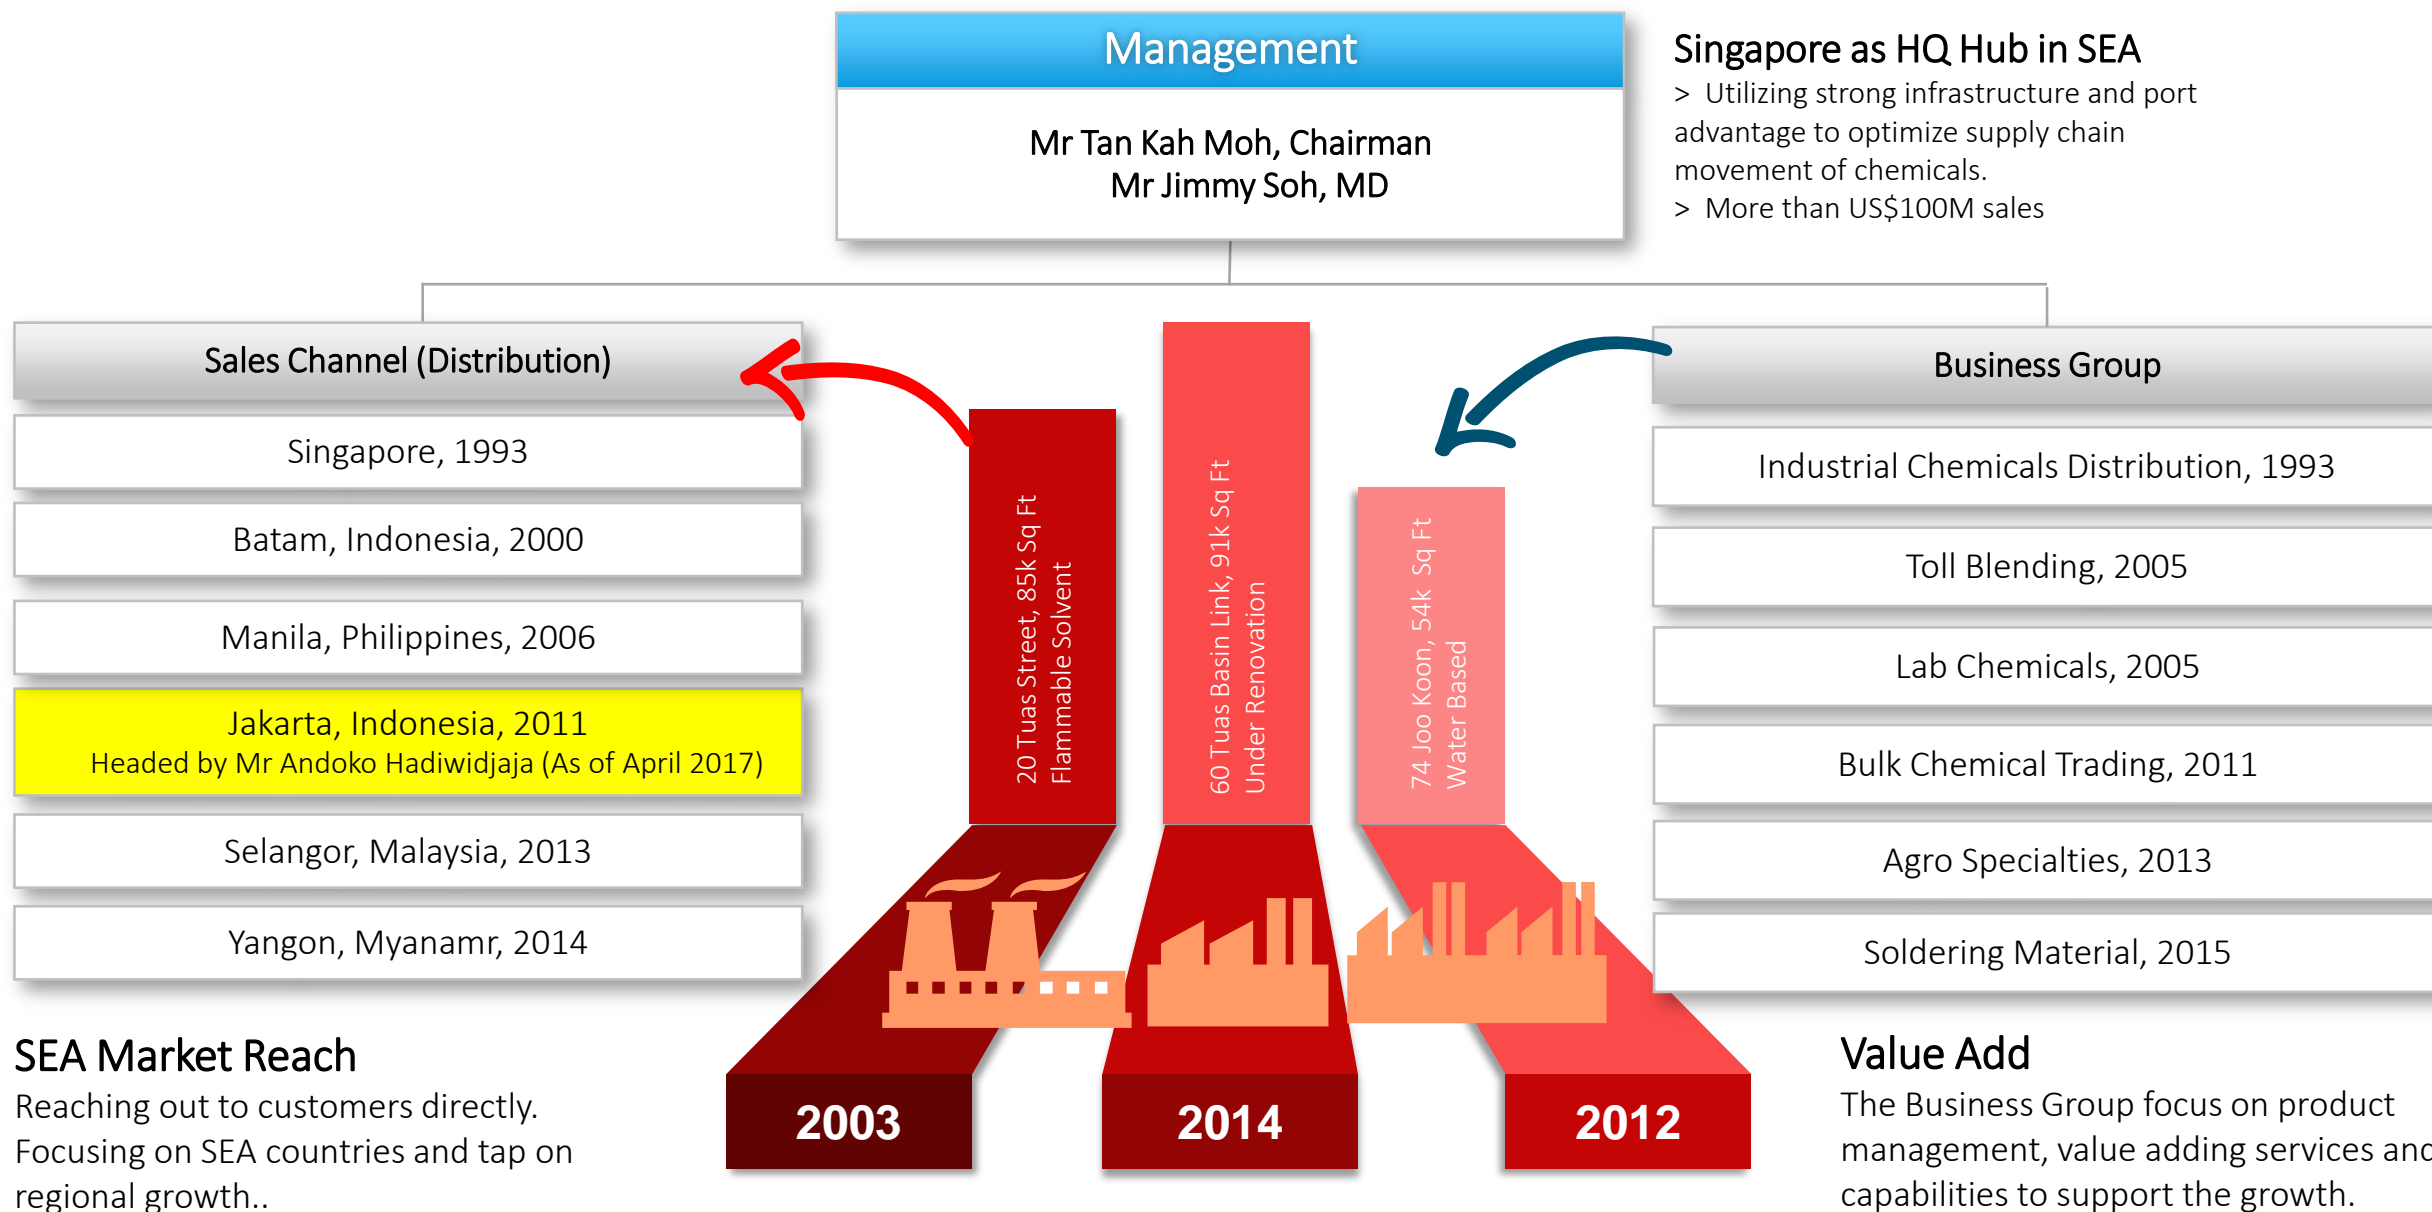 Management
Mr Tan Kah Moh, Chairman
Mr Jimmy Soh, MD
Singapore as HQ Hub in SEA
> Utilizing strong infrastructure and port
advantage to optimize supply chain
movement of chemicals.
> More than US$100M sales
Sales Channel (Distribution)
Singapore, 1993
Batam, Indonesia, 2000
Manila, Philippines, 2006
Jakarta, Indonesia, 2011
Headed by Mr Andoko Hadiwidjaja (As of April 2017)
Selangor, Malaysia, 2013
Yangon, Myanamr, 2014
20 Tuas Street, 85k Sq Ft
Flammable Solvent
60 Tuas Basin Link, 91k Sq Ft
Under Renovation
74 Joo Koon, 54k Sq Ft
Water Based
2003
2014
2012
Business Group
Industrial Chemicals Distribution, 1993
Toll Blending, 2005
Lab Chemicals, 2005
Bulk Chemical Trading, 2011
Agro Specialties, 2013
Soldering Material, 2015
SEA Market Reach
Reaching out to customers directly.
Focusing on SEA countries and tap on
regional growth..
Value Add
The Business Group focus on product
management, value adding services and
capabilities to support the growth.